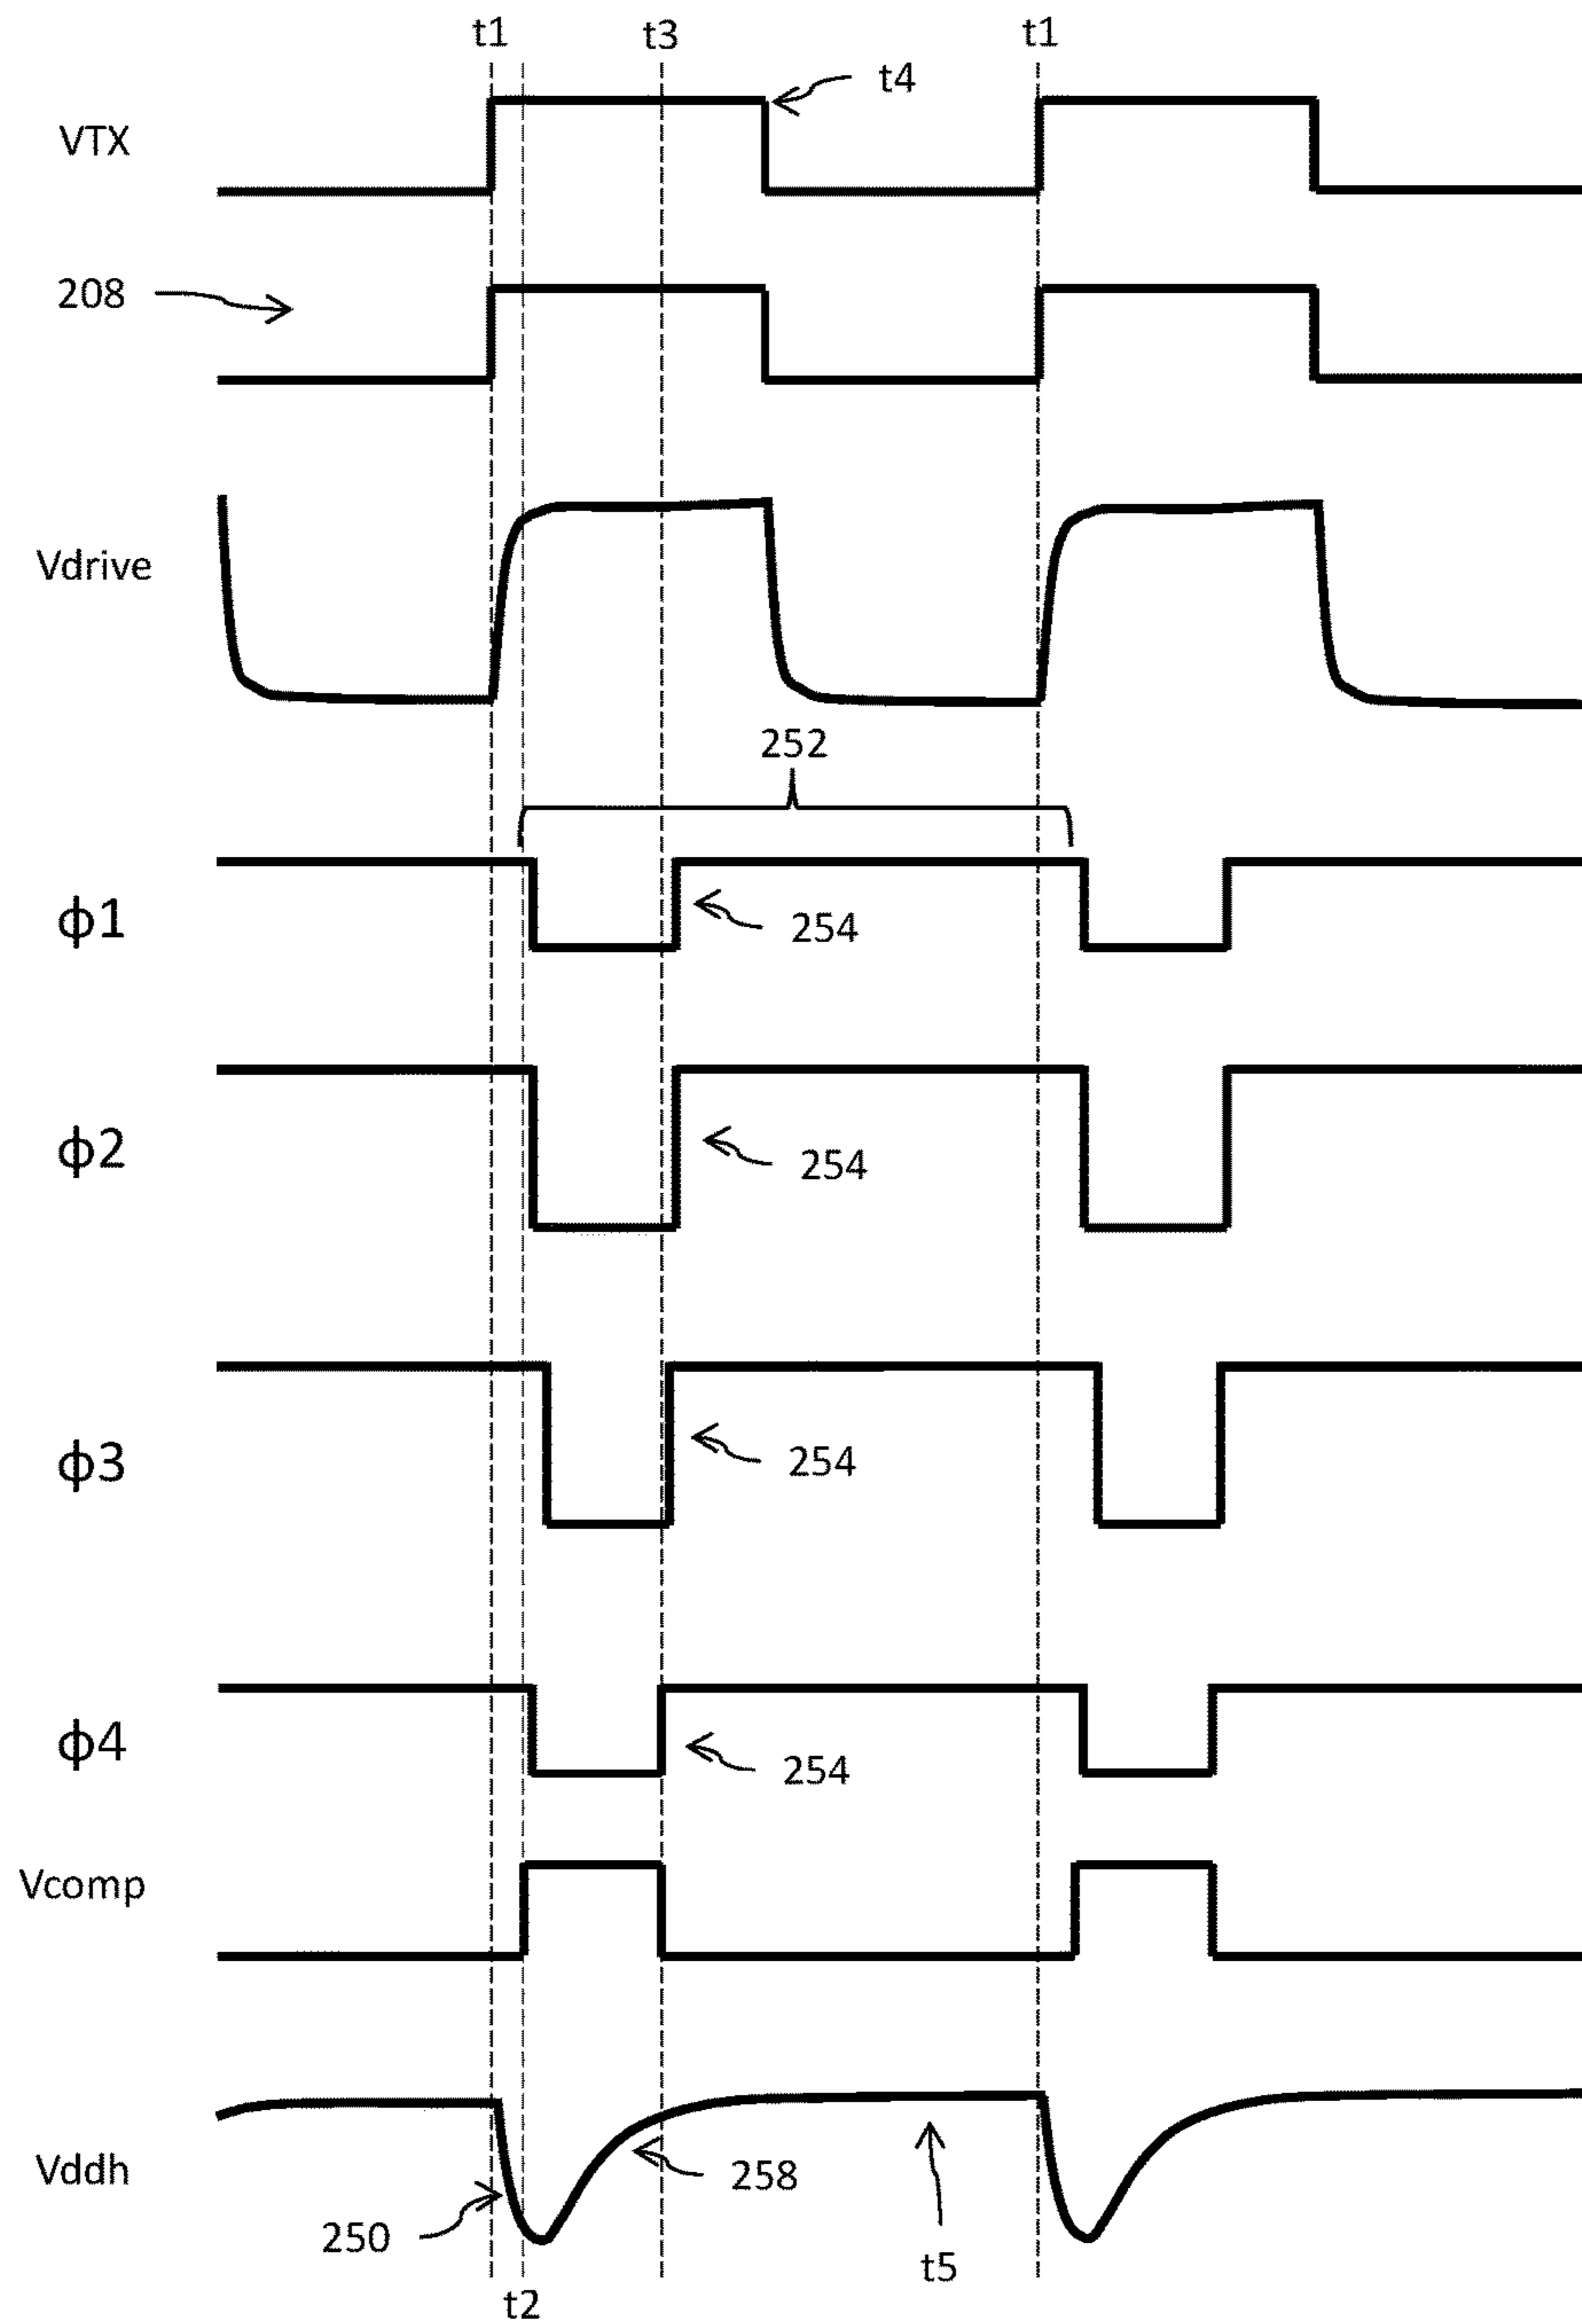 t1 t3 t1
t4
VTX
208
Vdrive
252
ϕ1
254
ϕ2
254
ϕ3
254
ϕ4
254
Vcomp
Vddh
258
250
t5
t2